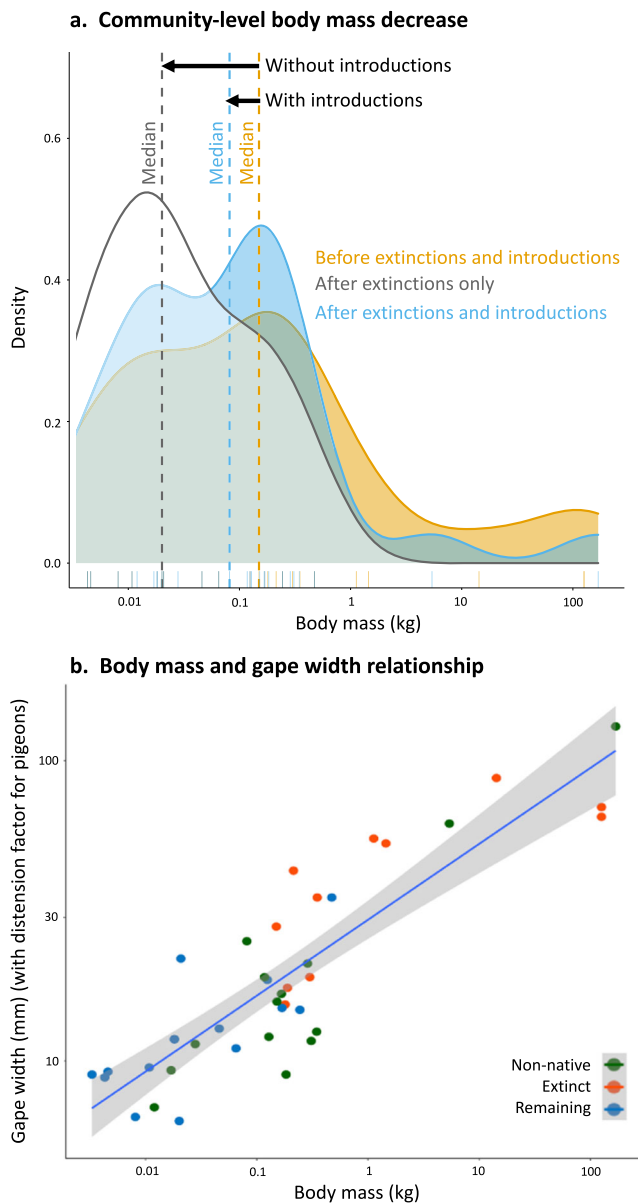 a. Community-level body mass decrease
Without introductions
With introductions
Median
Median
Median
Before extinctions and introductions
After extinctions only
After extinctions and introductions
Density
0.6
0.4
0.2
0.0
0.01
0.1
1
10
100
Body mass (kg)
b. Body mass and gape width relationship
Gape width (mm) (with distension factor for pigeons)
100
30
10
Non-native
Extinct
Remaining
0.01
0.1
1
10
100
Body mass (kg)